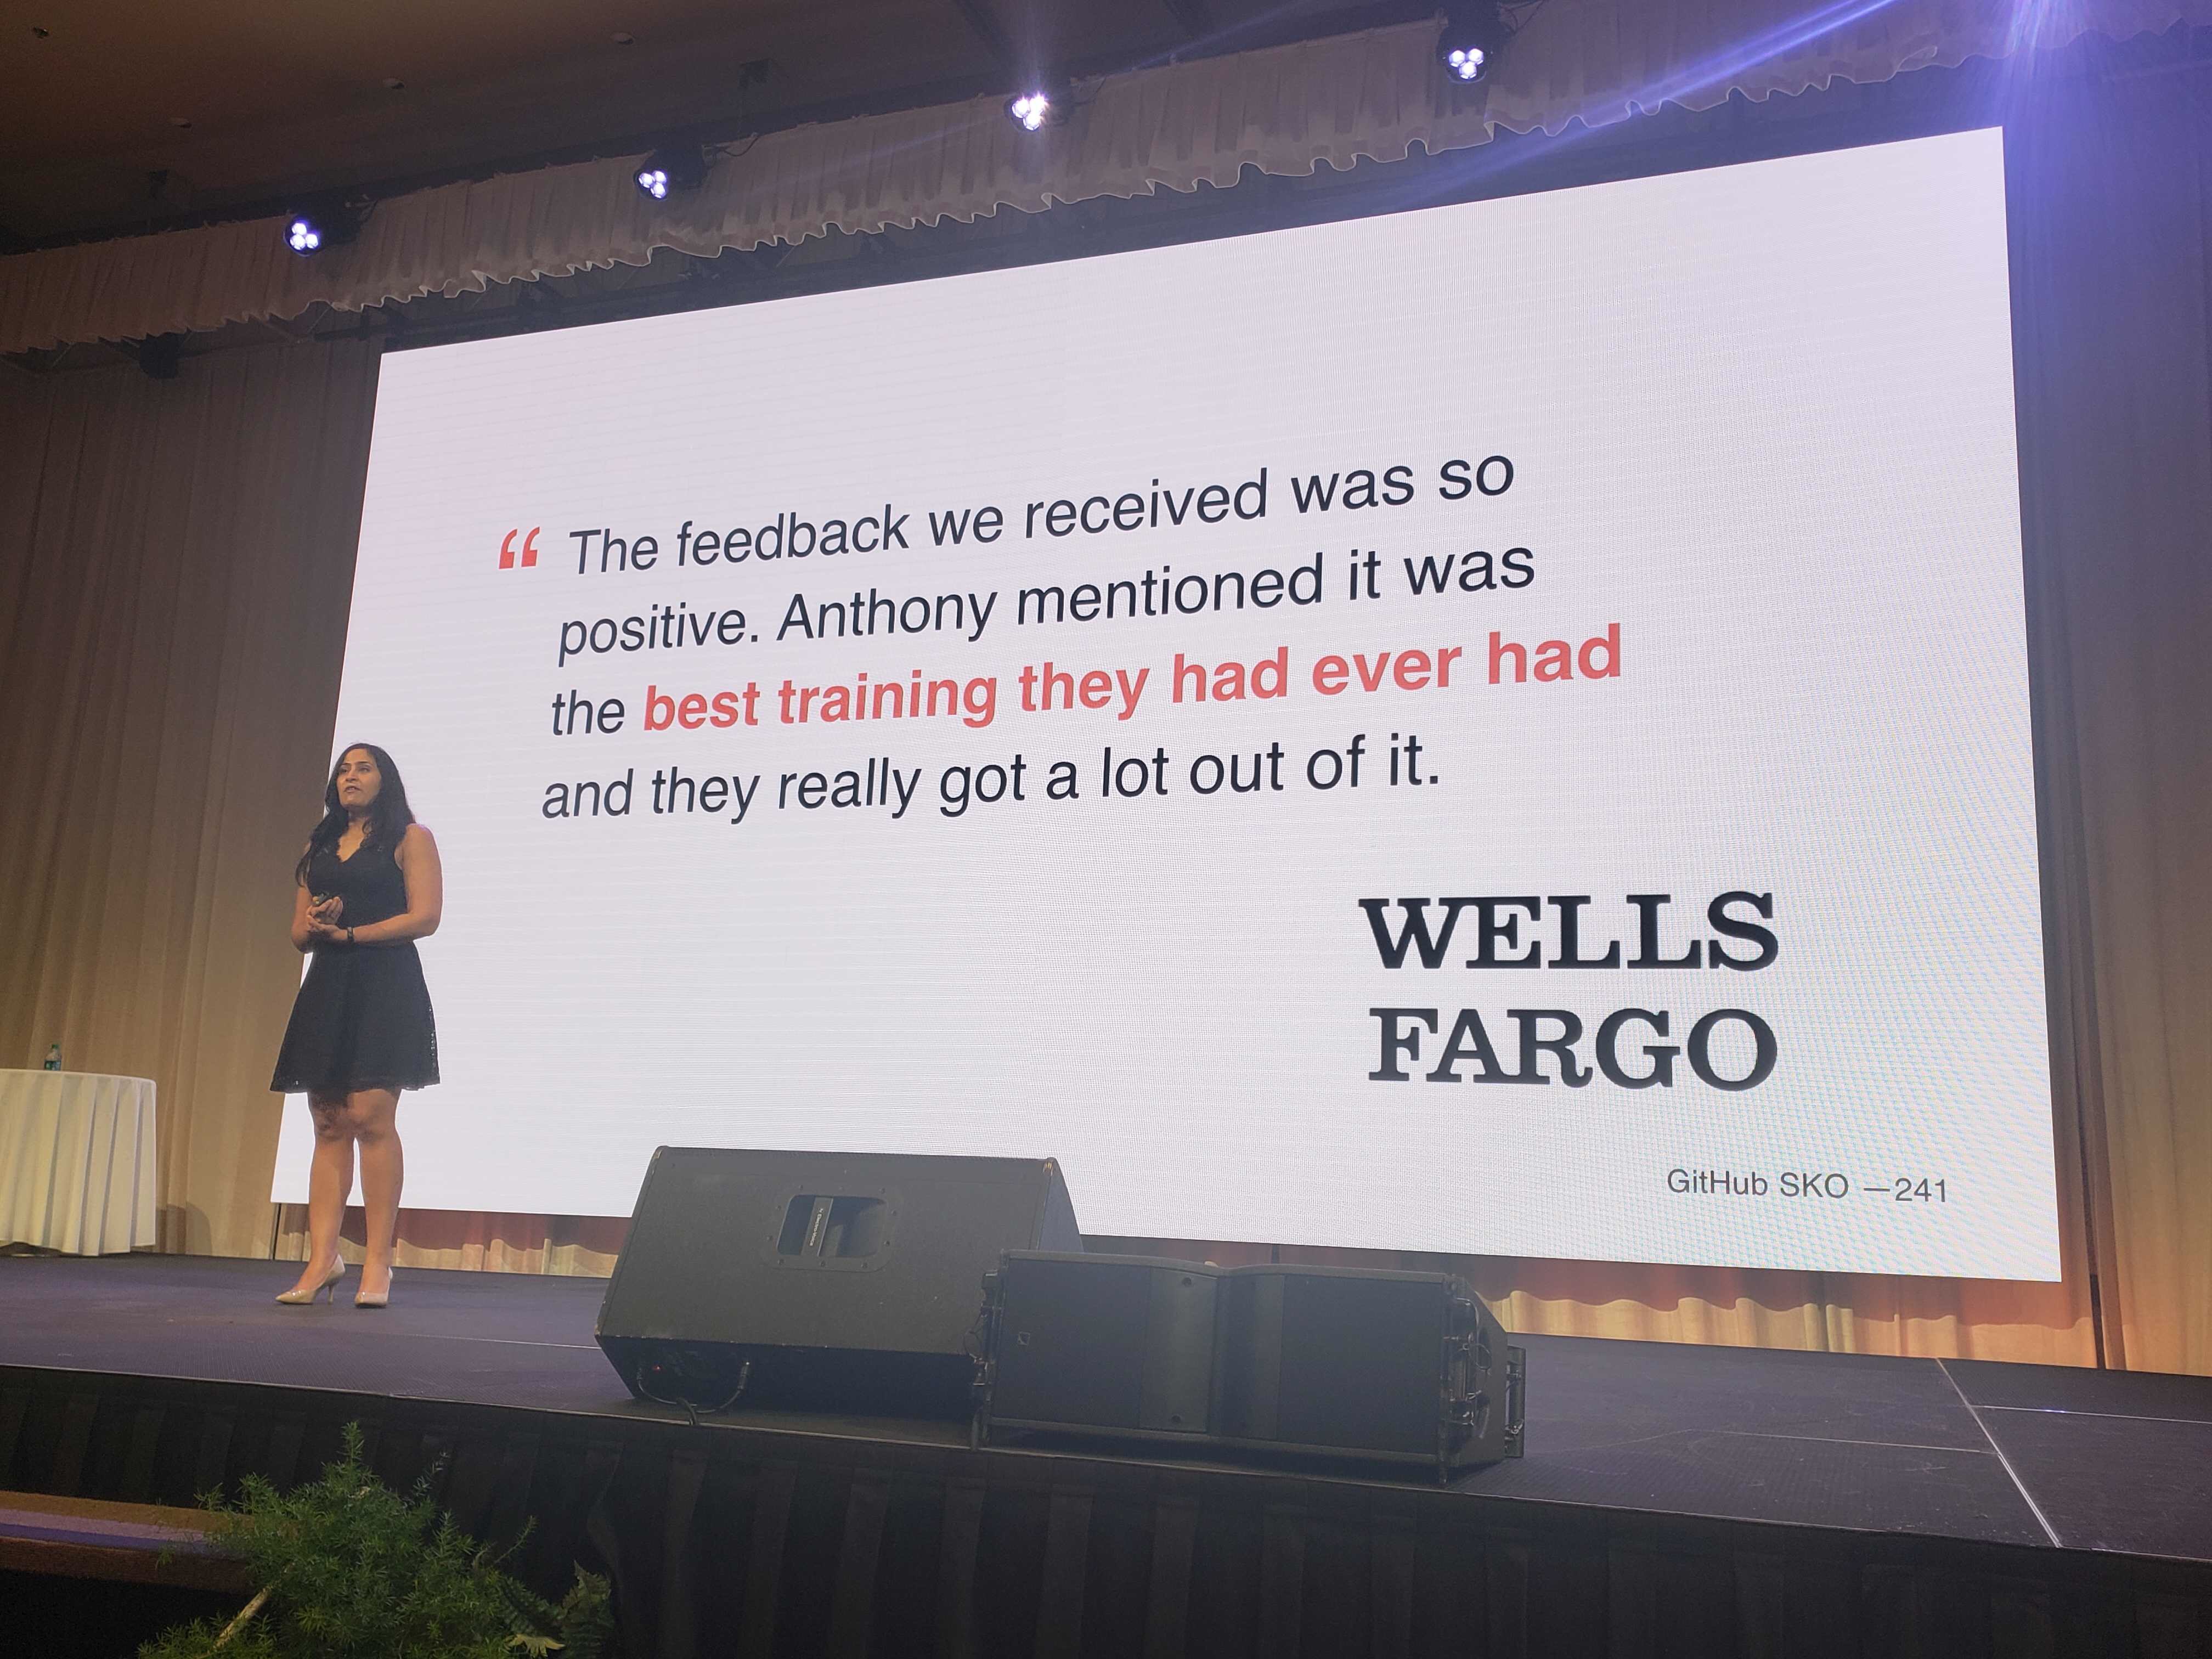 “ The feedback we received was so
positive. Anthony mentioned it was
the best training they had ever had
and they really got a lot out of it.
WELLS
FARGO
GitHub SKO —241